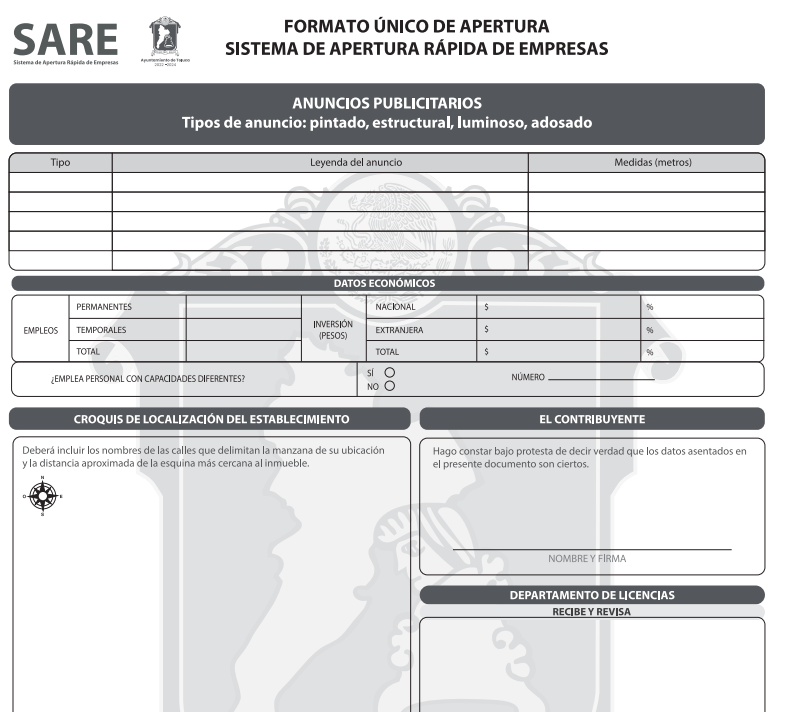 SARE
Sistema de Apertura Rápida de Empresas
Ayuntamiento de Tejupilco
2022 • 2024
FORMATO ÚNICO DE APERTURA
SISTEMA DE APERTURA RÁPIDA DE EMPRESAS
ANUNCIOS PUBLICITARIOS
Tipos de anuncio: pintado, estructural, luminoso, adosado
Tipo Leyenda del anuncio Medidas (metros)
DATOS ECONÓMICOS
EMPLEOS
PERMANENTES
TEMPORALES
TOTAL
INVERSIÓN
(PESOS)
NACIONAL $ %
EXTRANJERA $ %
TOTAL $ %
¿EMPLEA PERSONAL CON CAPACIDADES DIFERENTES?
SÍ
NO
NÚMERO
CROQUIS DE LOCALIZACIÓN DEL ESTABLECIMIENTO
Deberá incluir los nombres de las calles que delimitan la manzana de su ubicación
y la distancia aproximada de la esquina más cercana al inmueble.
N
O E
S
EL CONTRIBUYENTE
Hago constar bajo protesta de decir verdad que los datos asentados en
el presente documento son ciertos.
NOMBRE Y FIRMA
DEPARTAMENTO DE LICENCIAS
RECIBE Y REVISA